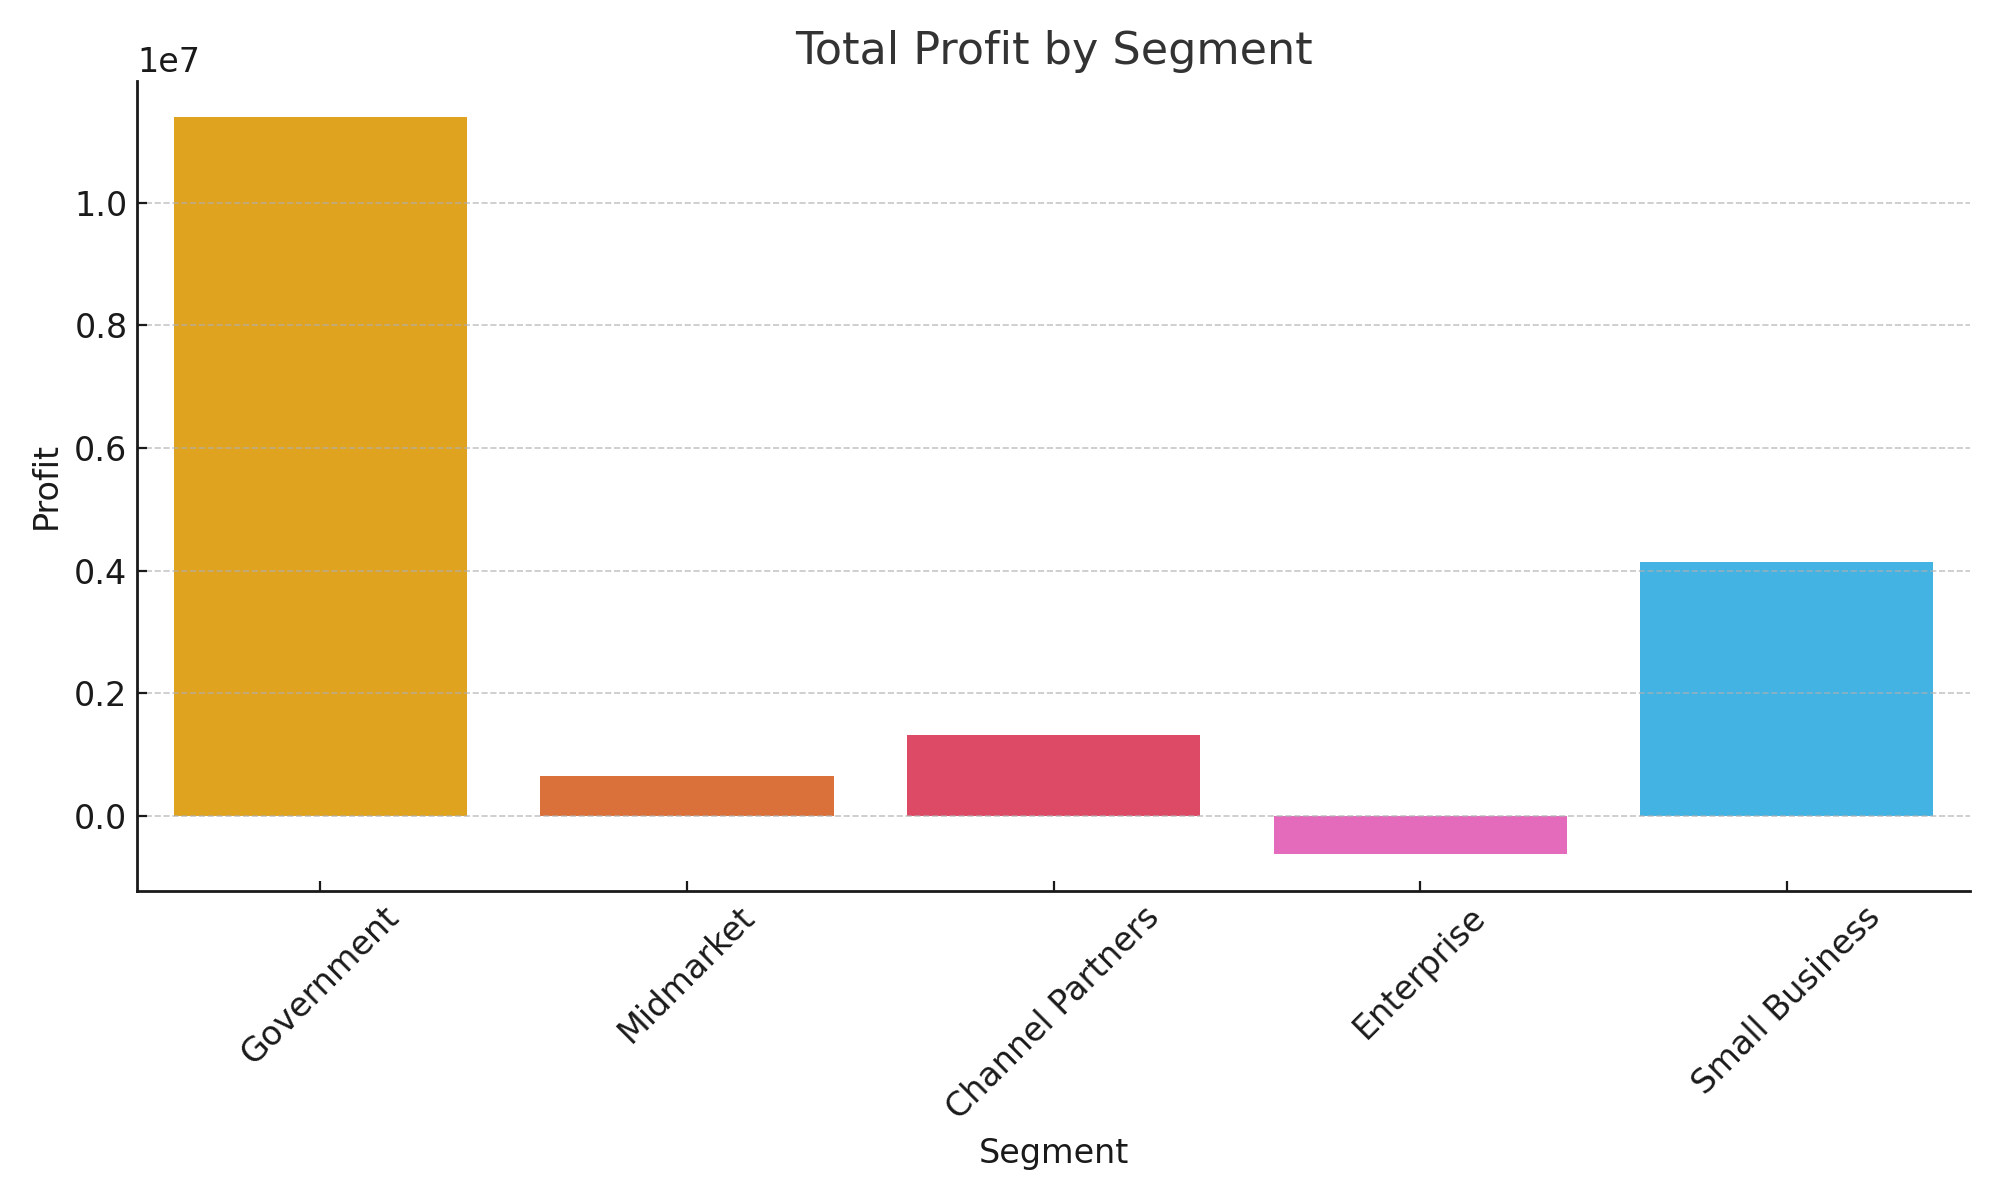 Total Profit by Segment
1e7
1.0
0.8
0.6
0.4
0.2
0.0
Profit
Government
Midmarket
Channel Partners
Enterprise
Small Business
Segment